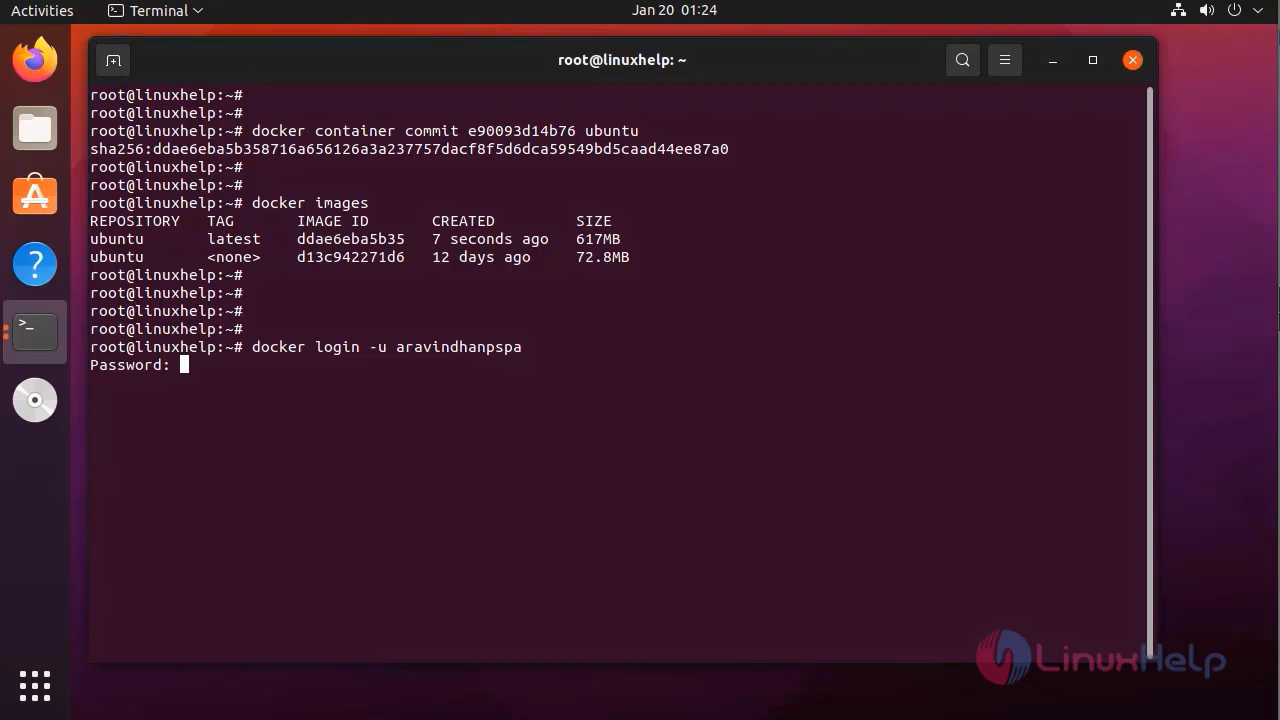 Activities Terminal Jan 20 01:24
root@linuxhelp: ~
root@linuxhelp:~#
root@linuxhelp:~#
root@linuxhelp:~# docker container commit e90093d14b76 ubuntu
sha256:ddae6eba5b358716a656126a3a237757dacf8f5d6dca59549bd5caad44ee87a0
root@linuxhelp:~#
root@linuxhelp:~#
root@linuxhelp:~# docker images
REPOSITORY TAG IMAGE ID CREATED SIZE
ubuntu latest ddae6eba5b35 7 seconds ago 617MB
ubuntu <none> d13c942271d6 12 days ago 72.8MB
root@linuxhelp:~#
root@linuxhelp:~#
root@linuxhelp:~#
root@linuxhelp:~#
root@linuxhelp:~# docker login -u aravindhanpspa
Password:
LinuxHelp